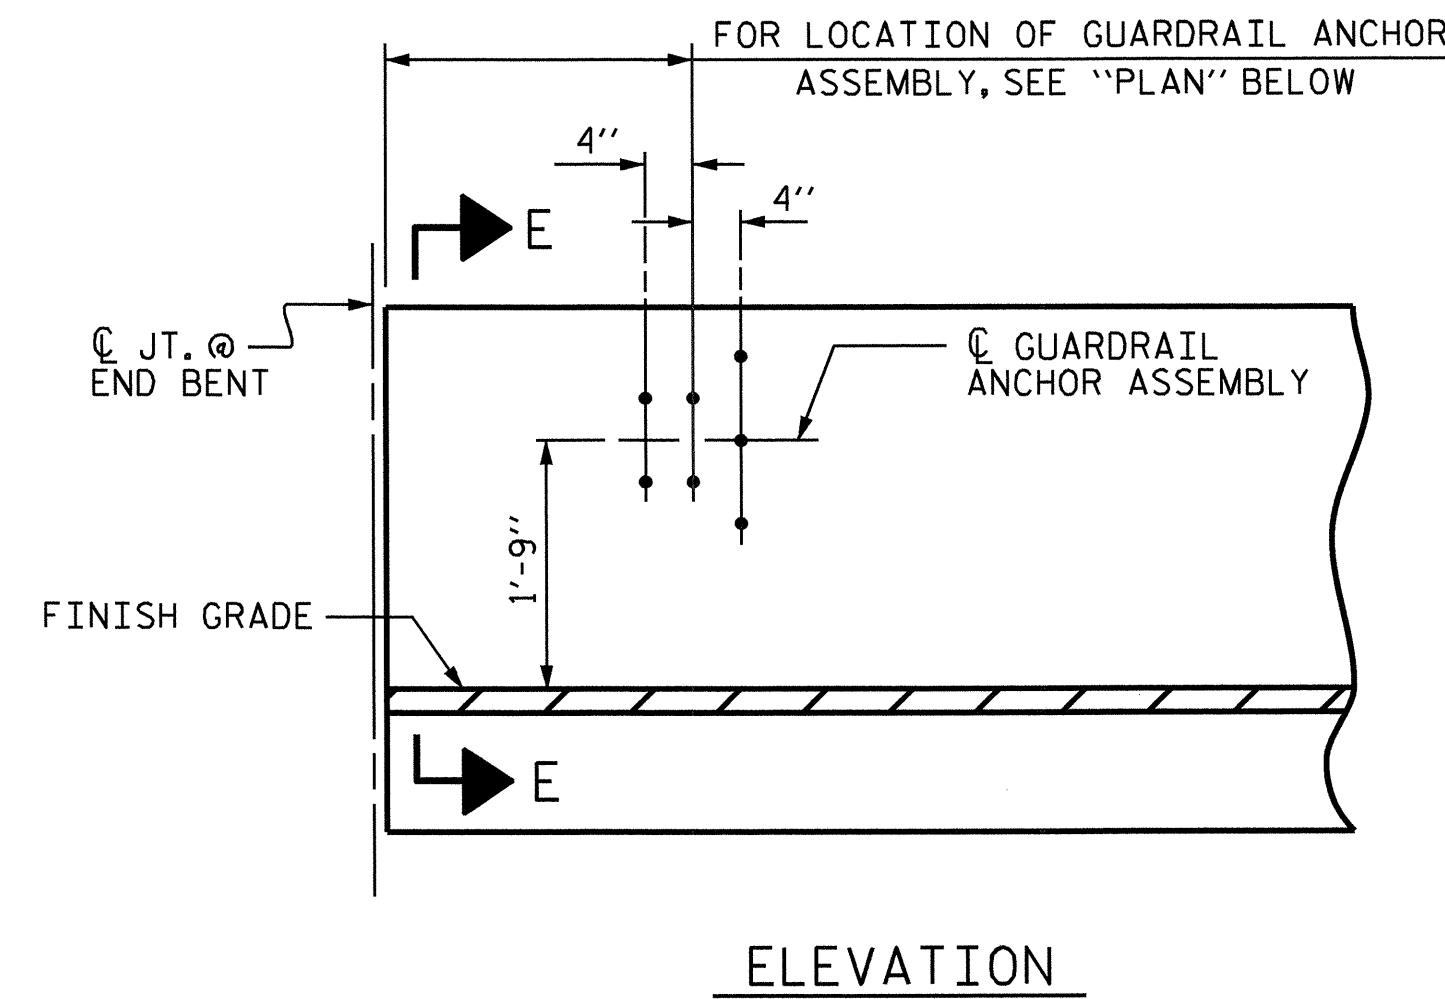 FOR LOCATION OF GUARDRAIL ANCHOR
ASSEMBLY, SEE "PLAN" BELOW
4"
4"
E
℄ JT. @
END BENT
℄ GUARDRAIL
ANCHOR ASSEMBLY
1'-9"
FINISH GRADE
E
ELEVATION